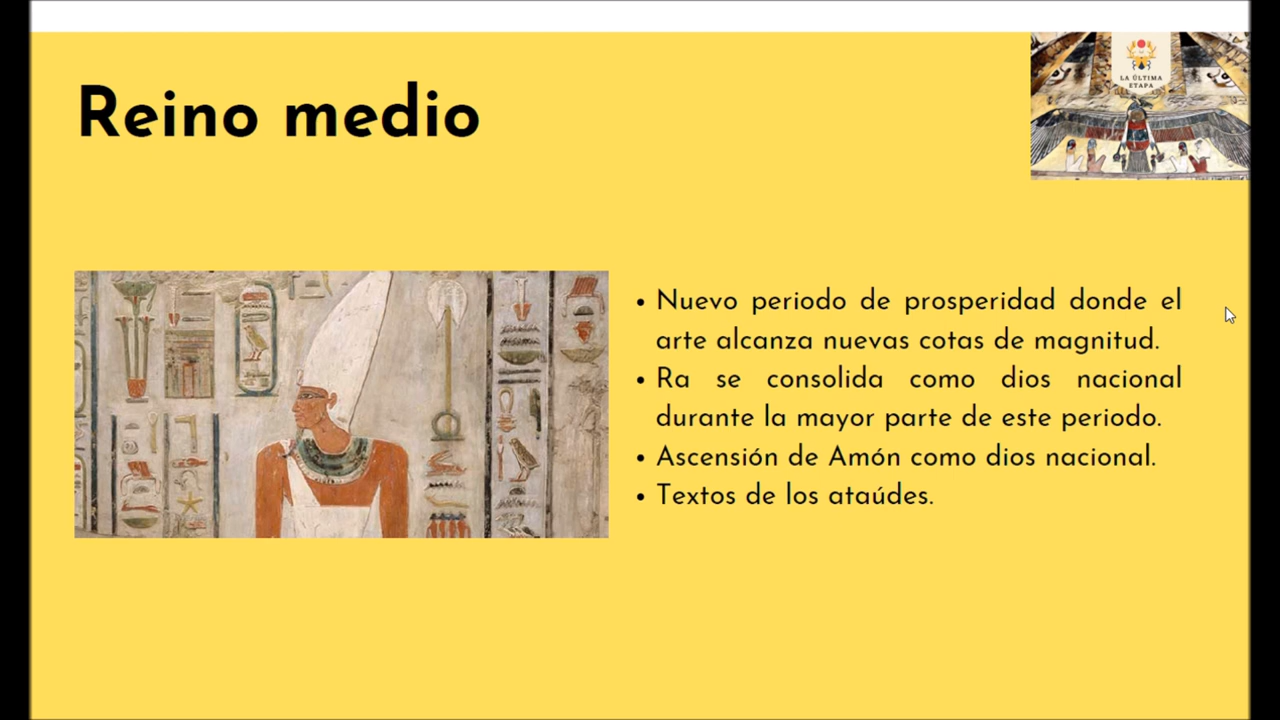 LA ÚLTIMA
ETAPA
Reino medio
• Nuevo periodo de prosperidad donde el
arte alcanza nuevas cotas de magnitud.
• Ra se consolida como dios nacional
durante la mayor parte de este periodo.
• Ascensión de Amón como dios nacional.
• Textos de los ataúdes.